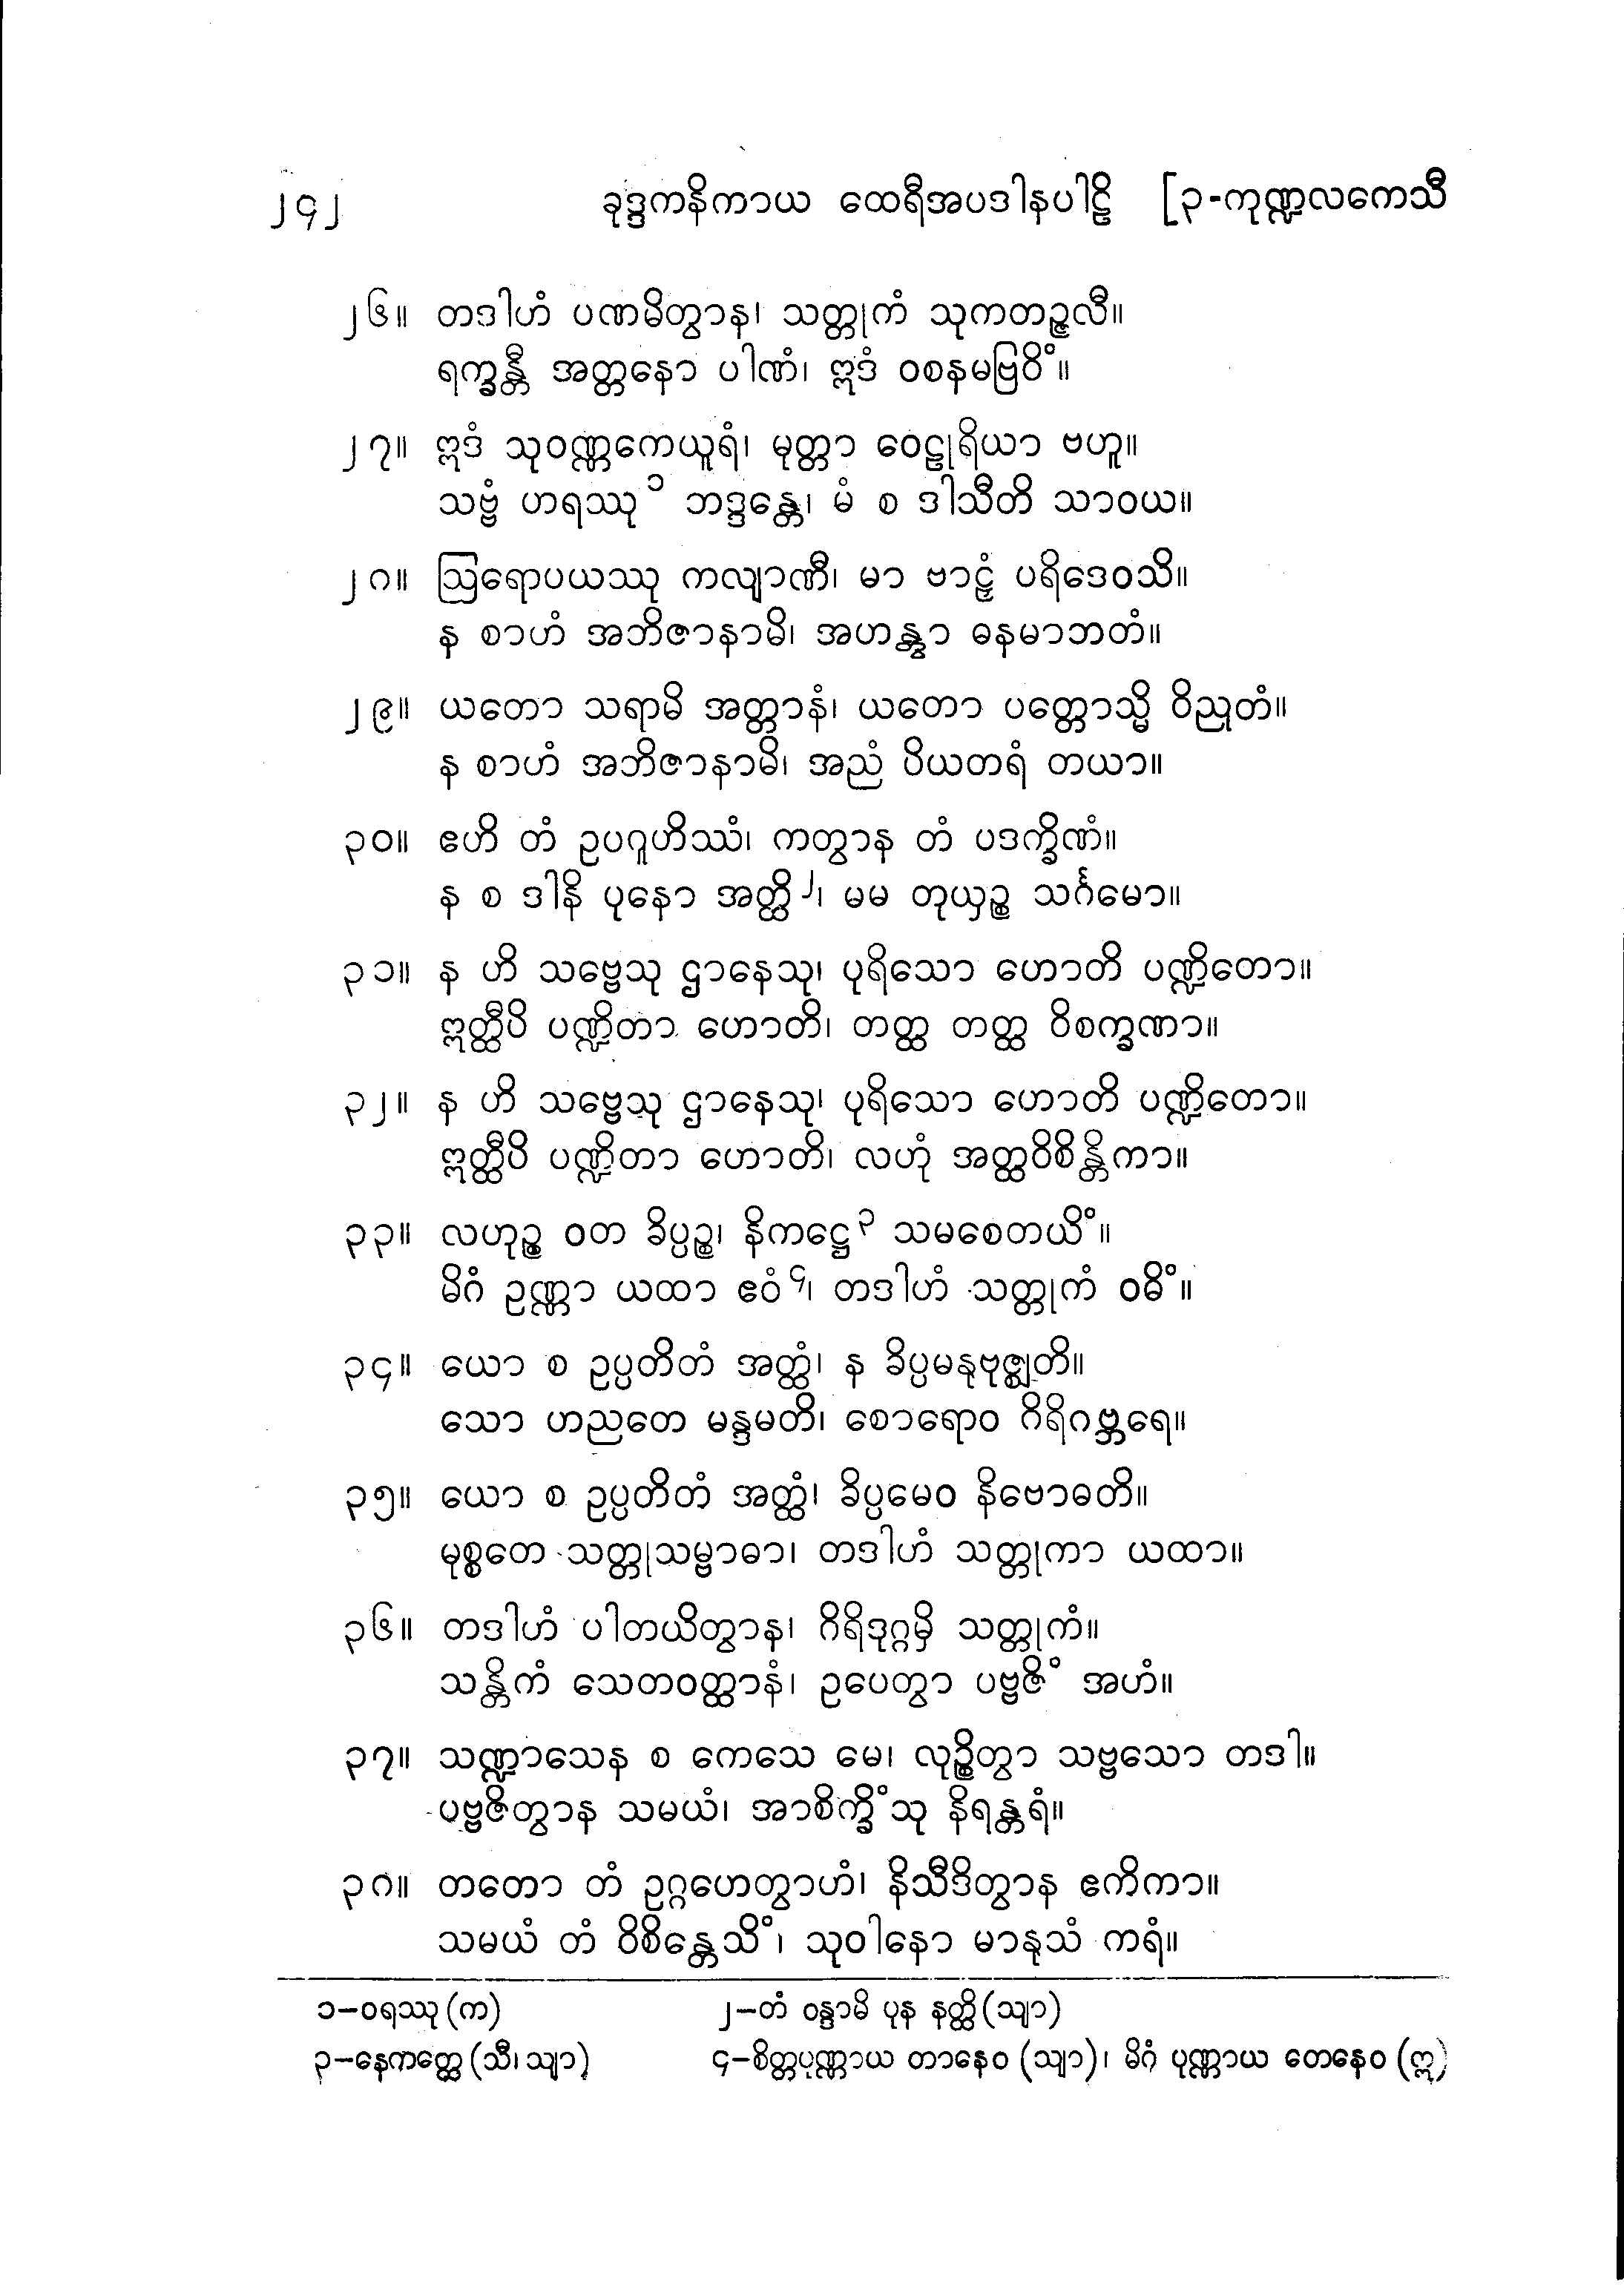 ၂၄၂ ခုဒ္ဒကနိကာယ ထေရီအပဒါနပါဠိ [၃-ကုဏ္ဍလကေသီ
၂၆။ တဒါဟံ ပဏမိတွာန၊ သတ္တုကံ သုကတဉ္ဇလီ။
ရက္ခန္တီ အတ္တနော ပါဏံ၊ ဣဒံ ဝစနမဗြဝိံ။
၂၇။ ဣဒံ သုဝဏ္ဏကေယူရံ၊ မုတ္တာ ဝေဠုရိယာ ဗဟူ။
သဗ္ဗံ ဟရဿု ၁ ဘဒ္ဒန္တေ၊ မံ စ ဒါသီတိ သာဝယ။
၂၈။ ဩရောပယဿု ကလျာဏီ၊ မာ ဗာဠှံ ပရိဒေဝသိ။
န စာဟံ အဘိဇာနာမိ၊ အဟန္တွာ ဓနမာဘတံ။
၂၉။ ယတော သရာမိ အတ္တာနံ၊ ယတော ပတ္တောသ္မိ ဝိညုတံ။
န စာဟံ အဘိဇာနာမိ၊ အညံ ပိယတရံ တယာ။
၃၀။ ဧဟိ တံ ဥပဂူဟိဿံ၊ ကတွာန တံ ပဒက္ခိဏံ။
န စ ဒါနိ ပုနော အတ္ထိ ၂၊ မမ တုယှဉ္စ သင်္ဂမော။
၃၁။ န ဟိ သဗ္ဗေသု ဌာနေသု၊ ပုရိသော ဟောတိ ပဏ္ဍိတော။
ဣတ္ထီပိ ပဏ္ဍိတာ ဟောတိ၊ တတ္ထ တတ္ထ ဝိစက္ခဏာ။
၃၂။ န ဟိ သဗ္ဗေသု ဌာနေသု၊ ပုရိသော ဟောတိ ပဏ္ဍိတော။
ဣတ္ထီပိ ပဏ္ဍိတာ ဟောတိ၊ လဟုံ အတ္ထဝိစိန္တိကာ။
၃၃။ လဟုဉ္စ ဝတ ခိပ္ပဉ္စ၊ နိကဋ္ဌေ ၃ သမစေတယိံ။
မိဂံ ဥဏ္ဏာ ယထာ ဧဝံ ၄၊ တဒါဟံ သတ္တုကံ ဝဓိံ။
၃၄။ ယော စ ဥပ္ပတိတံ အတ္ထံ၊ န ခိပ္ပမနုဗုဇ္ဈတိ။
သော ဟညတေ မန္ဒမတိ၊ စောရောဝ ဂိရိဂဗ္ဘရေ။
၃၅။ ယော စ ဥပ္ပတိတံ အတ္ထံ၊ ခိပ္ပမေဝ နိဗောဓတိ။
မုစ္စတေ သတ္တုသမ္ဗာဓာ၊ တဒါဟံ သတ္တုကာ ယထာ။
၃၆။ တဒါဟံ ပါတယိတွာန၊ ဂိရိဒုဂ္ဂမှိ သတ္တုကံ။
သန္တိကံ သေတဝတ္ထာနံ၊ ဥပေတွာ ပဗ္ဗဇိံ အဟံ။
၃၇။ သဏ္ဍာသေန စ ကေသေ မေ၊ လုဉ္စိတွာ သဗ္ဗသော တဒါ။
ပဗ္ဗဇိတွာန သမယံ၊ အာစိက္ခိံသု နိရန္တရံ။
၃၈။ တတော တံ ဥဂ္ဂဟေတွာဟံ၊ နိသီဒိတွာန ဧကိကာ။
သမယံ တံ ဝိစိန္တေသိံ၊ သုဝါနော မာနုသံ ကရံ။
၁–ဝရဿု (က) ၂–တံ ဝန္ဒာမိ ပုန နတ္ထိ (သျာ)
၃–နေကတ္ထေ (သီ၊ သျာ) ၄–စိတ္တပုဏ္ဏာယ တာနေဝ (သျာ)၊ မိဂံ ပုဏ္ဏာယ တေနေဝ (ဣ)